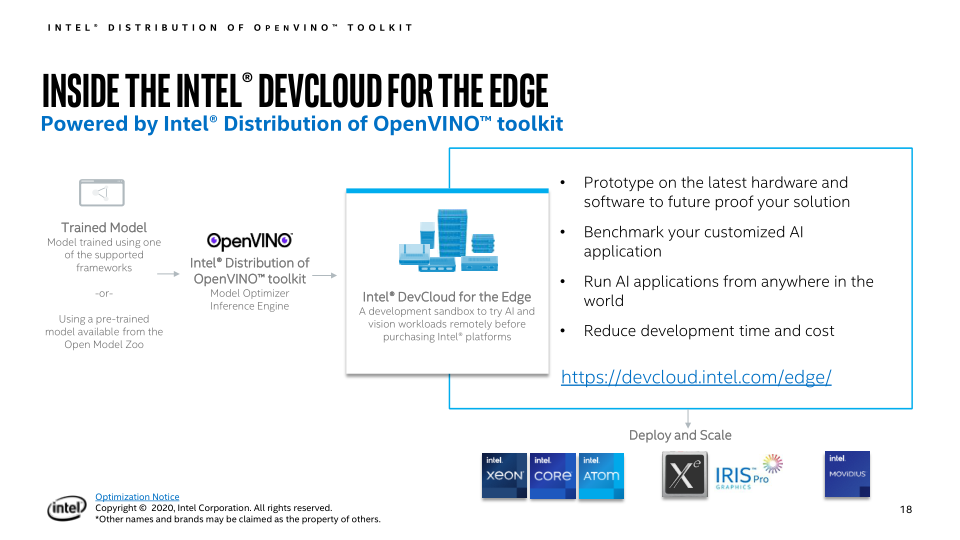 INTEL® DISTRIBUTION OF OPENVINO™ TOOLKIT
INSIDE THE INTEL® DEVCLOUD FOR THE EDGE
Powered by Intel® Distribution of OpenVINO™ toolkit
Trained Model
Model trained using one
of the supported
frameworks
-or-
Using a pre-trained
model available from the
Open Model Zoo
OpenVINO™
Intel® Distribution of
OpenVINO™ toolkit
Model Optimizer
Inference Engine
Intel® DevCloud for the Edge
A development sandbox to try AI and
vision workloads remotely before
purchasing Intel® platforms
• Prototype on the latest hardware and
software to future proof your solution
• Benchmark your customized AI
application
• Run AI applications from anywhere in the
world
• Reduce development time and cost
https://devcloud.intel.com/edge/
Deploy and Scale
intel. XEON®
intel. CORE™
intel. ATOM™
Xe
IRIS™ Pro
GRAPHICS
intel. MOVIDIUS™
intel®
Optimization Notice
Copyright © 2020, Intel Corporation. All rights reserved.
*Other names and brands may be claimed as the property of others.
18